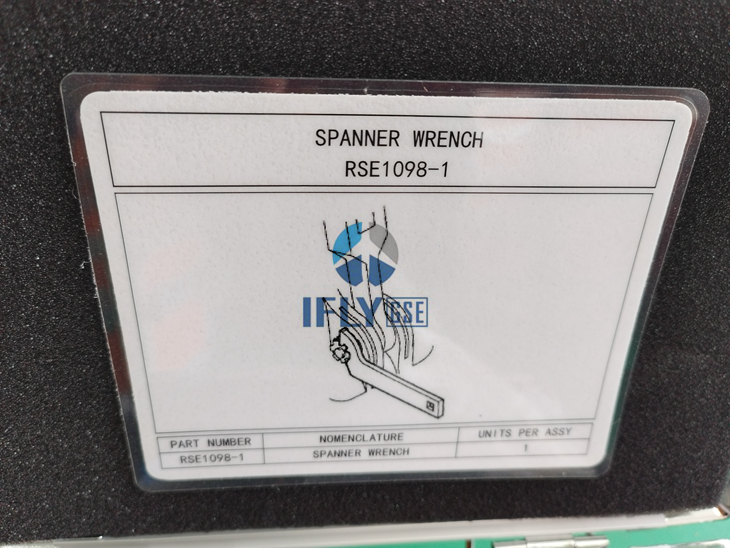 SPANNER WRENCH
RSE1098-1
IFLY GSE
PART NUMBER NOMENCLATURE UNITS PER ASSY
RSE1098-1 SPANNER WRENCH 1